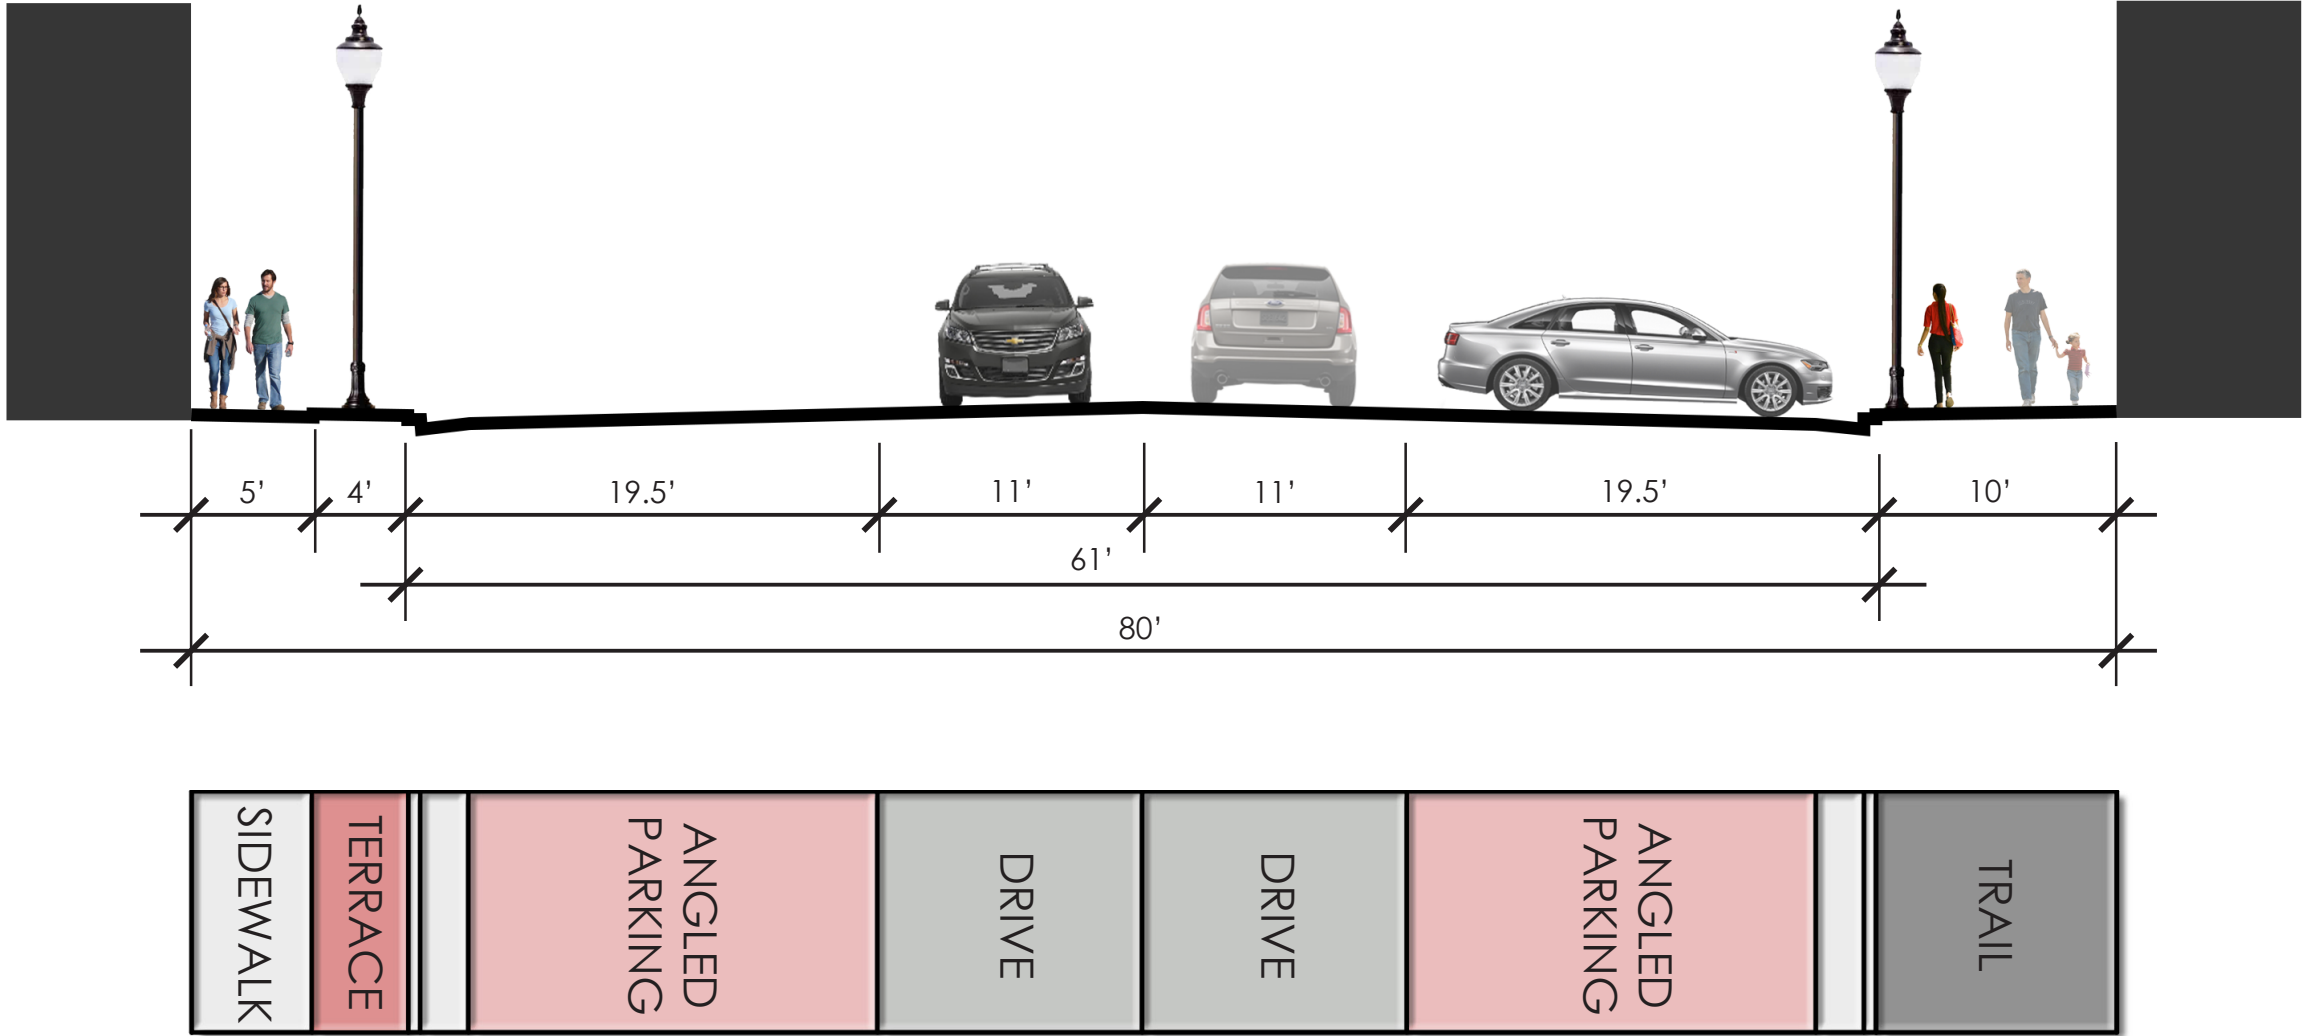 5’ 4’ 19.5’ 11’ 11’ 19.5’ 10’
61’
80’
SIDEWALK
TERRACE
ANGLED
PARKING
DRIVE
DRIVE
ANGLED
PARKING
TRAIL